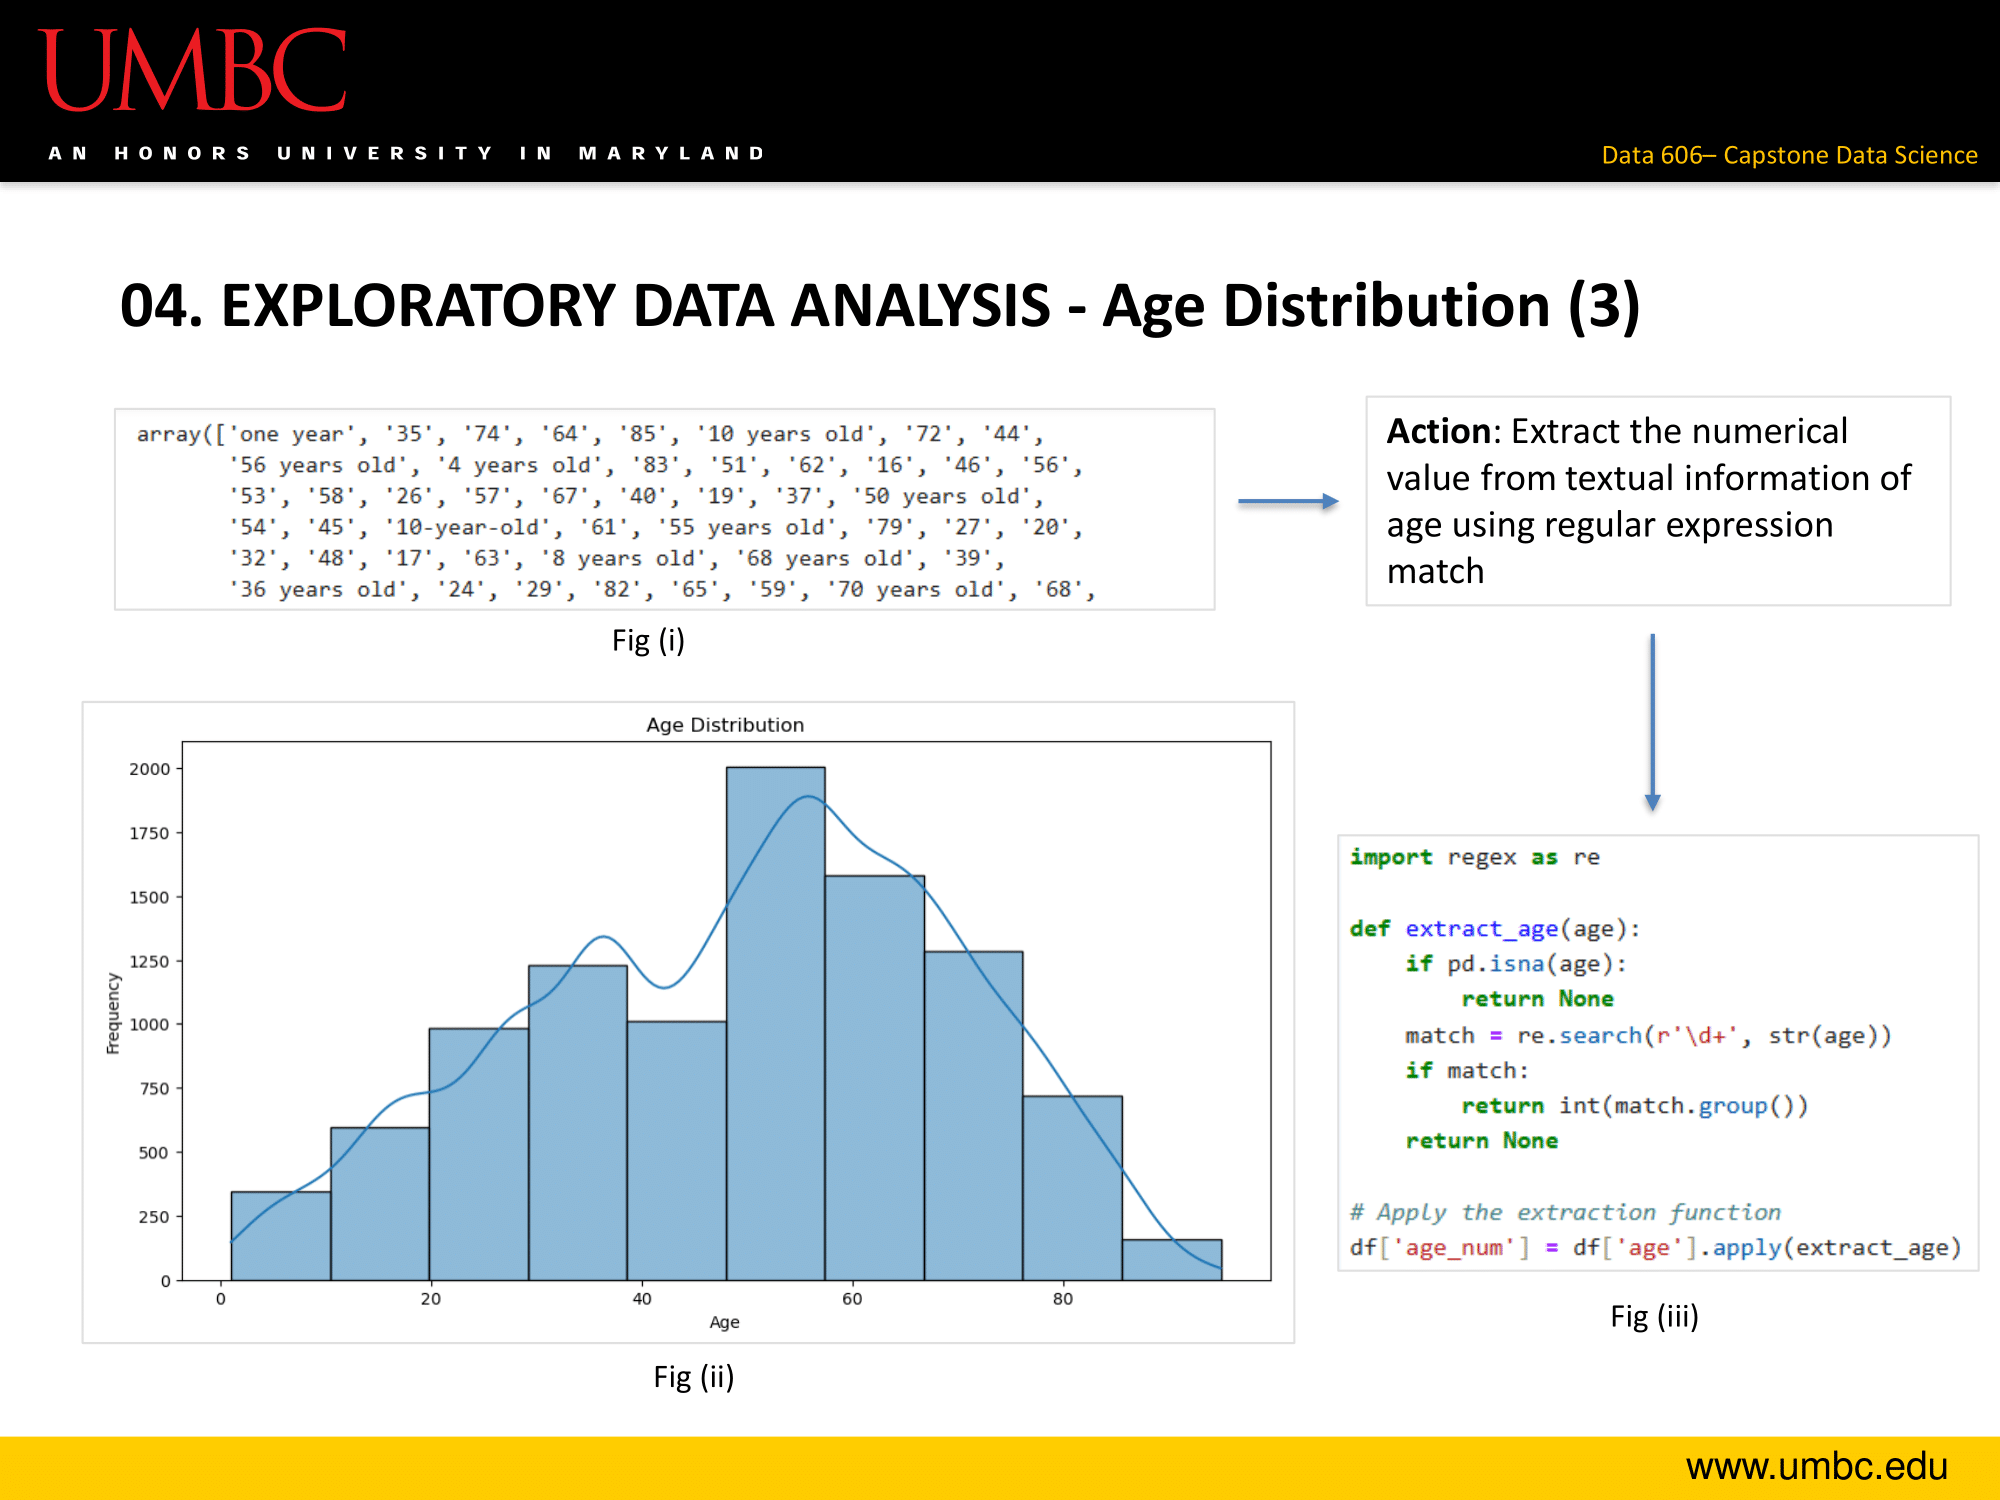 UMBC
AN HONORS UNIVERSITY IN MARYLAND
Data 606– Capstone Data Science
04. EXPLORATORY DATA ANALYSIS - Age Distribution (3)
array(['one year', '35', '74', '64', '85', '10 years old', '72', '44',
'56 years old', '4 years old', '83', '51', '62', '16', '46', '56',
'53', '58', '26', '57', '67', '40', '19', '37', '50 years old',
'54', '45', '10-year-old', '61', '55 years old', '79', '27', '20',
'32', '48', '17', '63', '8 years old', '68 years old', '39',
'36 years old', '24', '29', '82', '65', '59', '70 years old', '68',
Fig (i)
Action: Extract the numerical
value from textual information of
age using regular expression
match
Age Distribution
2000
1750
1500
1250
1000
750
500
250
0
Frequency
0 20 40 60 80
Age
Fig (ii)
import regex as re
def extract_age(age):
if pd.isna(age):
return None
match = re.search(r'\d+', str(age))
if match:
return int(match.group())
return None
# Apply the extraction function
df['age_num'] = df['age'].apply(extract_age)
Fig (iii)
www.umbc.edu